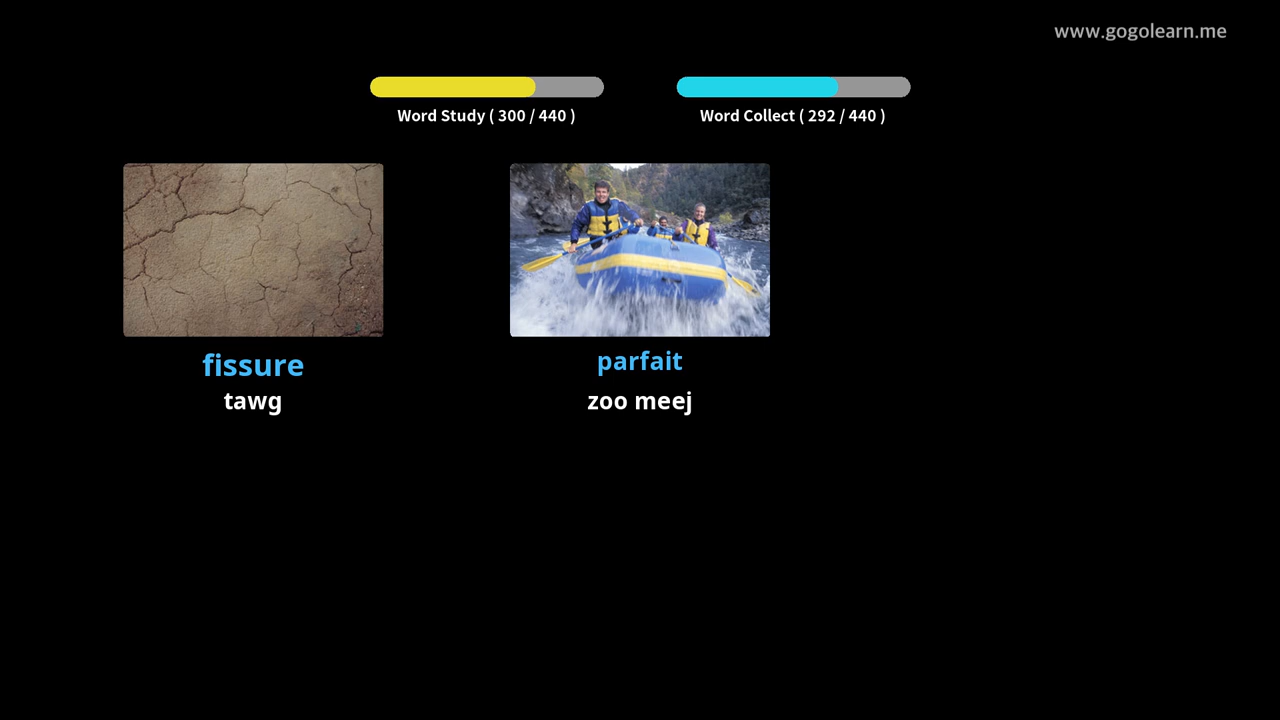 www.gogolearn.me
Word Study ( 300 / 440 )
Word Collect ( 292 / 440 )
fissure
tawg
parfait
zoo meej